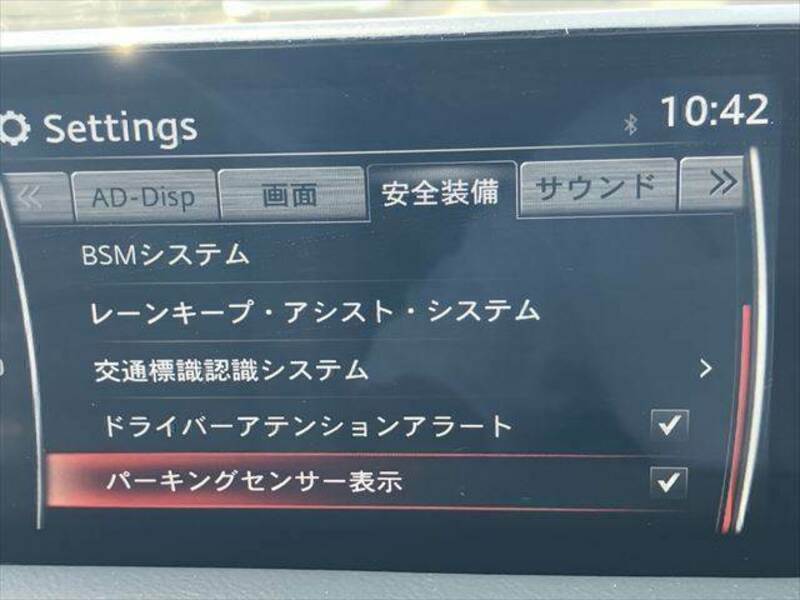 Settings 10:42
AD-Disp 画面 安全装備 サウンド
BSMシステム
レーンキープ・アシスト・システム
交通標識認識システム
ドライバーアテンションアラート
パーキングセンサー表示